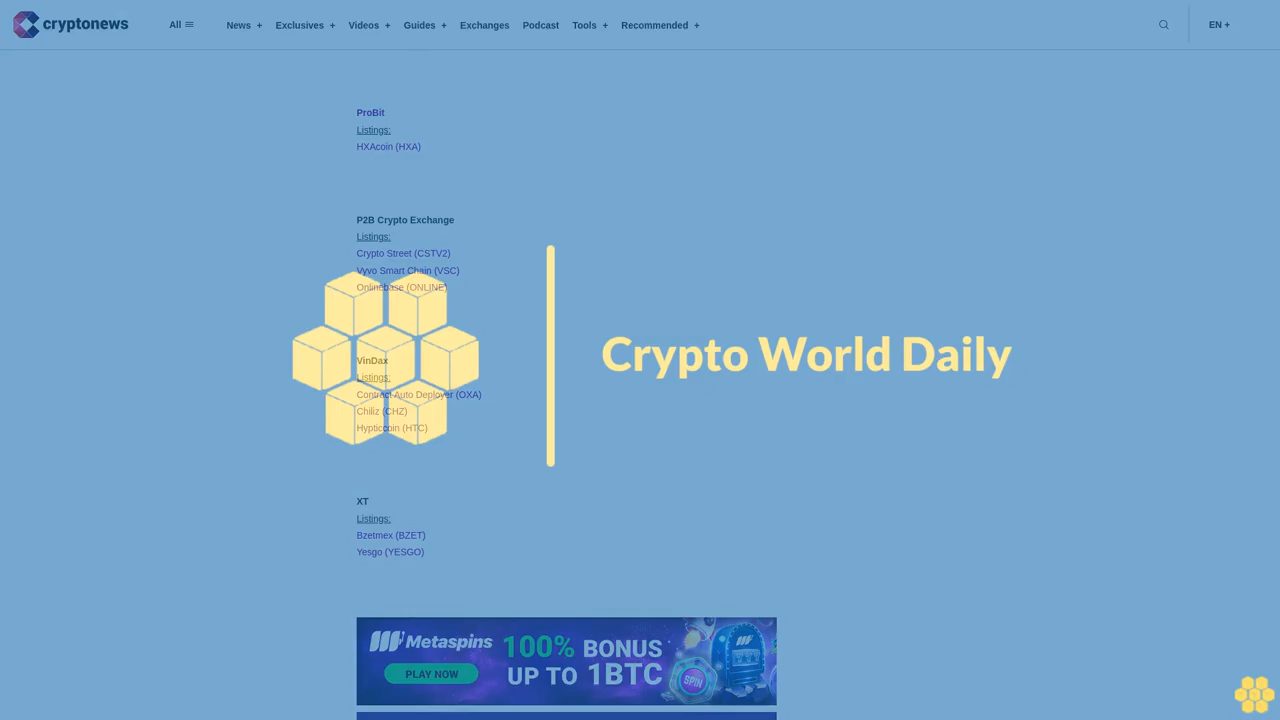 cryptonews
All
News +
Exclusives +
Videos +
Guides +
Exchanges
Podcast
Tools +
Recommended +
EN +
ProBit
Listings:
HXAcoin (HXA)
P2B Crypto Exchange
Listings:
Crypto Street (CSTV2)
Vyvo Smart Chain (VSC)
Onlinebase (ONLINE)
VinDax
Listings:
Contract Auto Deployer (OXA)
Chiliz (CHZ)
Hypticcoin (HTC)
Crypto World Daily
XT
Listings:
Bzetmex (BZET)
Yesgo (YESGO)
Metaspins
PLAY NOW
100% BONUS
UP TO 1BTC
SPIN